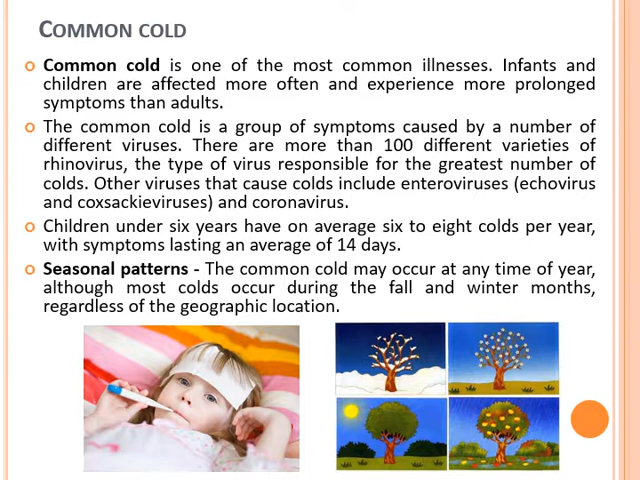 COMMON COLD
Common cold is one of the most common illnesses. Infants and
children are affected more often and experience more prolonged
symptoms than adults.
The common cold is a group of symptoms caused by a number of
different viruses. There are more than 100 different varieties of
rhinovirus, the type of virus responsible for the greatest number of
colds. Other viruses that cause colds include enteroviruses (echovirus
and coxsackieviruses) and coronavirus.
Children under six years have on average six to eight colds per year,
with symptoms lasting an average of 14 days.
Seasonal patterns - The common cold may occur at any time of year,
although most colds occur during the fall and winter months,
regardless of the geographic location.